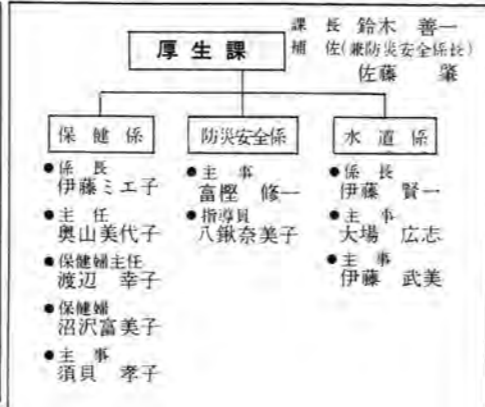 厚生課
課長 鈴木 善一
補佐(兼防災安全係長)
佐藤 肇
保健係
●係長
伊藤ミエ子
●主任
奥山美代子
●保健婦主任
渡辺 幸子
●保健婦
沼沢富美子
●主事
須貝 孝子
防災安全係
●主事
富樫 修一
●指導員
八鍬奈美子
水道係
●係長
伊藤 賢一
●主事
大場 広志
●主事
伊藤 武美